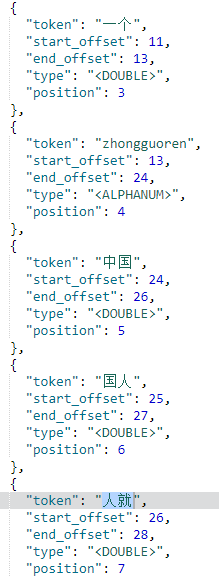 {
"token": "一个",
"start_offset": 11,
"end_offset": 13,
"type": "<DOUBLE>",
"position": 3
},
{
"token": "zhongguoren",
"start_offset": 13,
"end_offset": 24,
"type": "<ALPHANUM>",
"position": 4
},
{
"token": "中国",
"start_offset": 24,
"end_offset": 26,
"type": "<DOUBLE>",
"position": 5
},
{
"token": "国人",
"start_offset": 25,
"end_offset": 27,
"type": "<DOUBLE>",
"position": 6
},
{
"token": "人就",
"start_offset": 26,
"end_offset": 28,
"type": "<DOUBLE>",
"position": 7